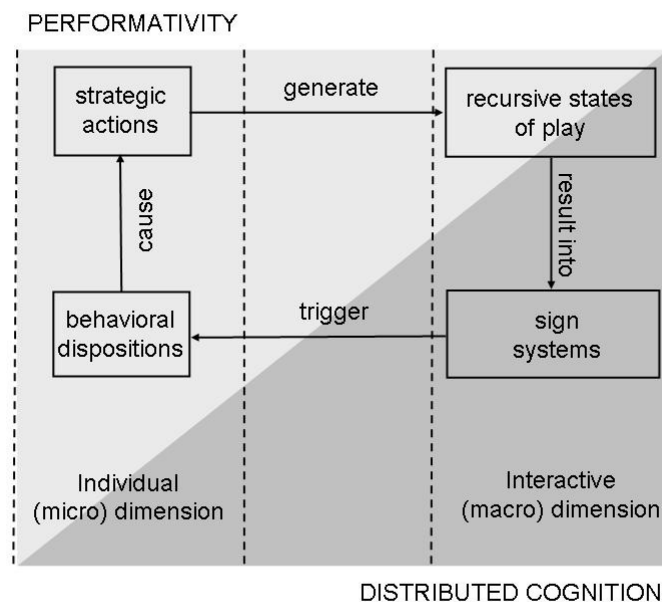 PERFORMATIVITY
strategic
actions
generate
recursive states
of play
cause
result into
behavioral
dispositions
trigger
sign
systems
Individual
(micro) dimension
Interactive
(macro) dimension
DISTRIBUTED COGNITION